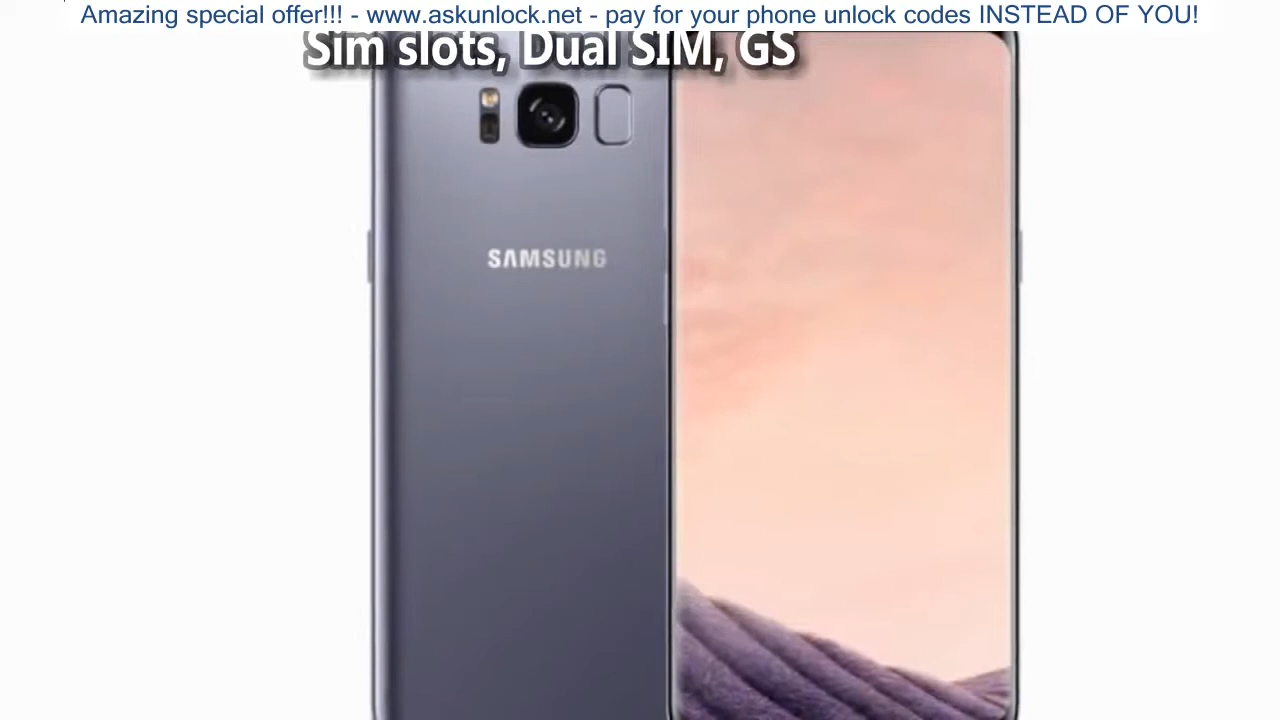 Amazing special offer!!! - www.askunlock.net - pay for your phone unlock codes INSTEAD OF YOU!
Sim slots, Dual SIM, GS
SAMSUNG